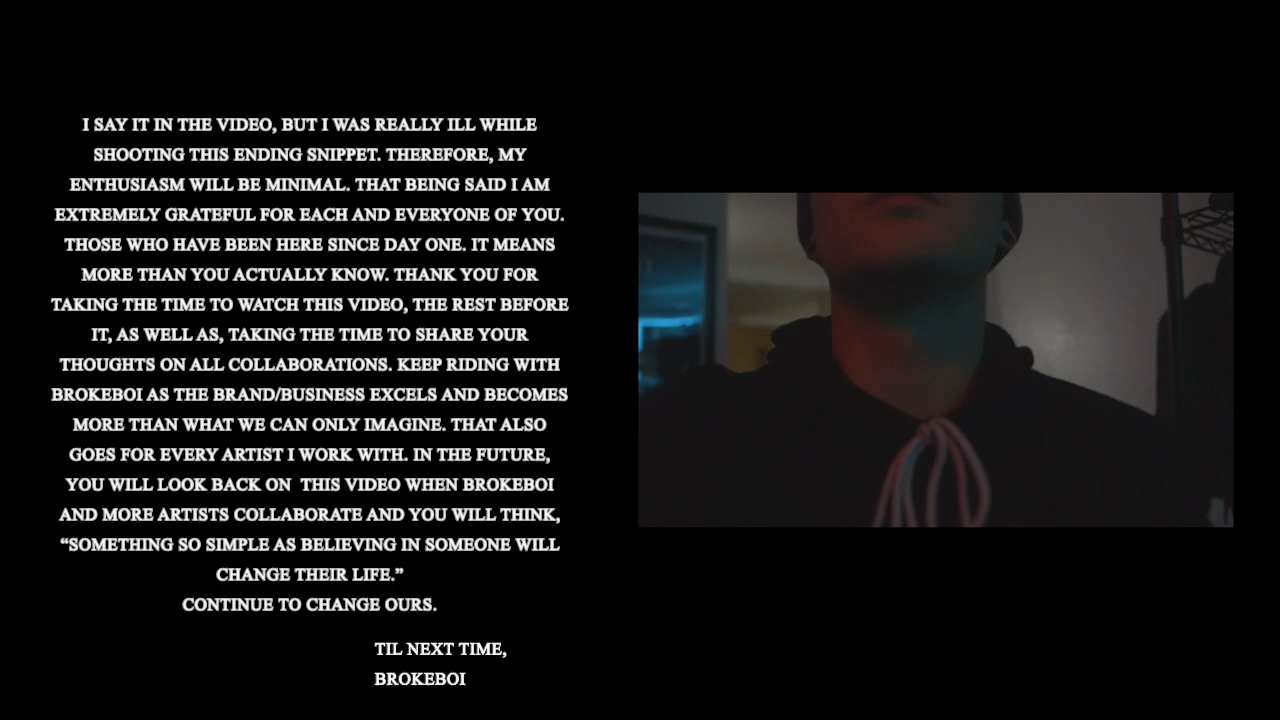 I SAY IT IN THE VIDEO, BUT I WAS REALLY ILL WHILE
SHOOTING THIS ENDING SNIPPET. THEREFORE, MY
ENTHUSIASM WILL BE MINIMAL. THAT BEING SAID I AM
EXTREMELY GRATEFUL FOR EACH AND EVERYONE OF YOU.
THOSE WHO HAVE BEEN HERE SINCE DAY ONE. IT MEANS
MORE THAN YOU ACTUALLY KNOW. THANK YOU FOR
TAKING THE TIME TO WATCH THIS VIDEO, THE REST BEFORE
IT, AS WELL AS, TAKING THE TIME TO SHARE YOUR
THOUGHTS ON ALL COLLABORATIONS. KEEP RIDING WITH
BROKEBOI AS THE BRAND/BUSINESS EXCELS AND BECOMES
MORE THAN WHAT WE CAN ONLY IMAGINE. THAT ALSO
GOES FOR EVERY ARTIST I WORK WITH. IN THE FUTURE,
YOU WILL LOOK BACK ON  THIS VIDEO WHEN BROKEBOI
AND MORE ARTISTS COLLABORATE AND YOU WILL THINK,
“SOMETHING SO SIMPLE AS BELIEVING IN SOMEONE WILL
CHANGE THEIR LIFE.”
CONTINUE TO CHANGE OURS.
TIL NEXT TIME,
BROKEBOI